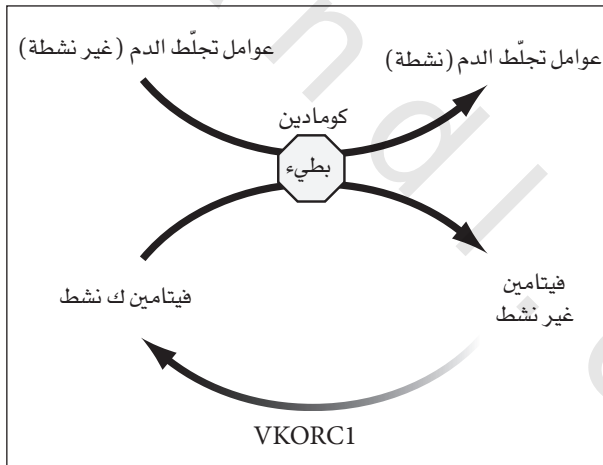 عوامل تجلّط الدم (غير نشطة)
عوامل تجلّط الدم (نشطة)
كومادين
بطيء
فيتامين ك نشط
فيتامين
غير نشط
VKORC1